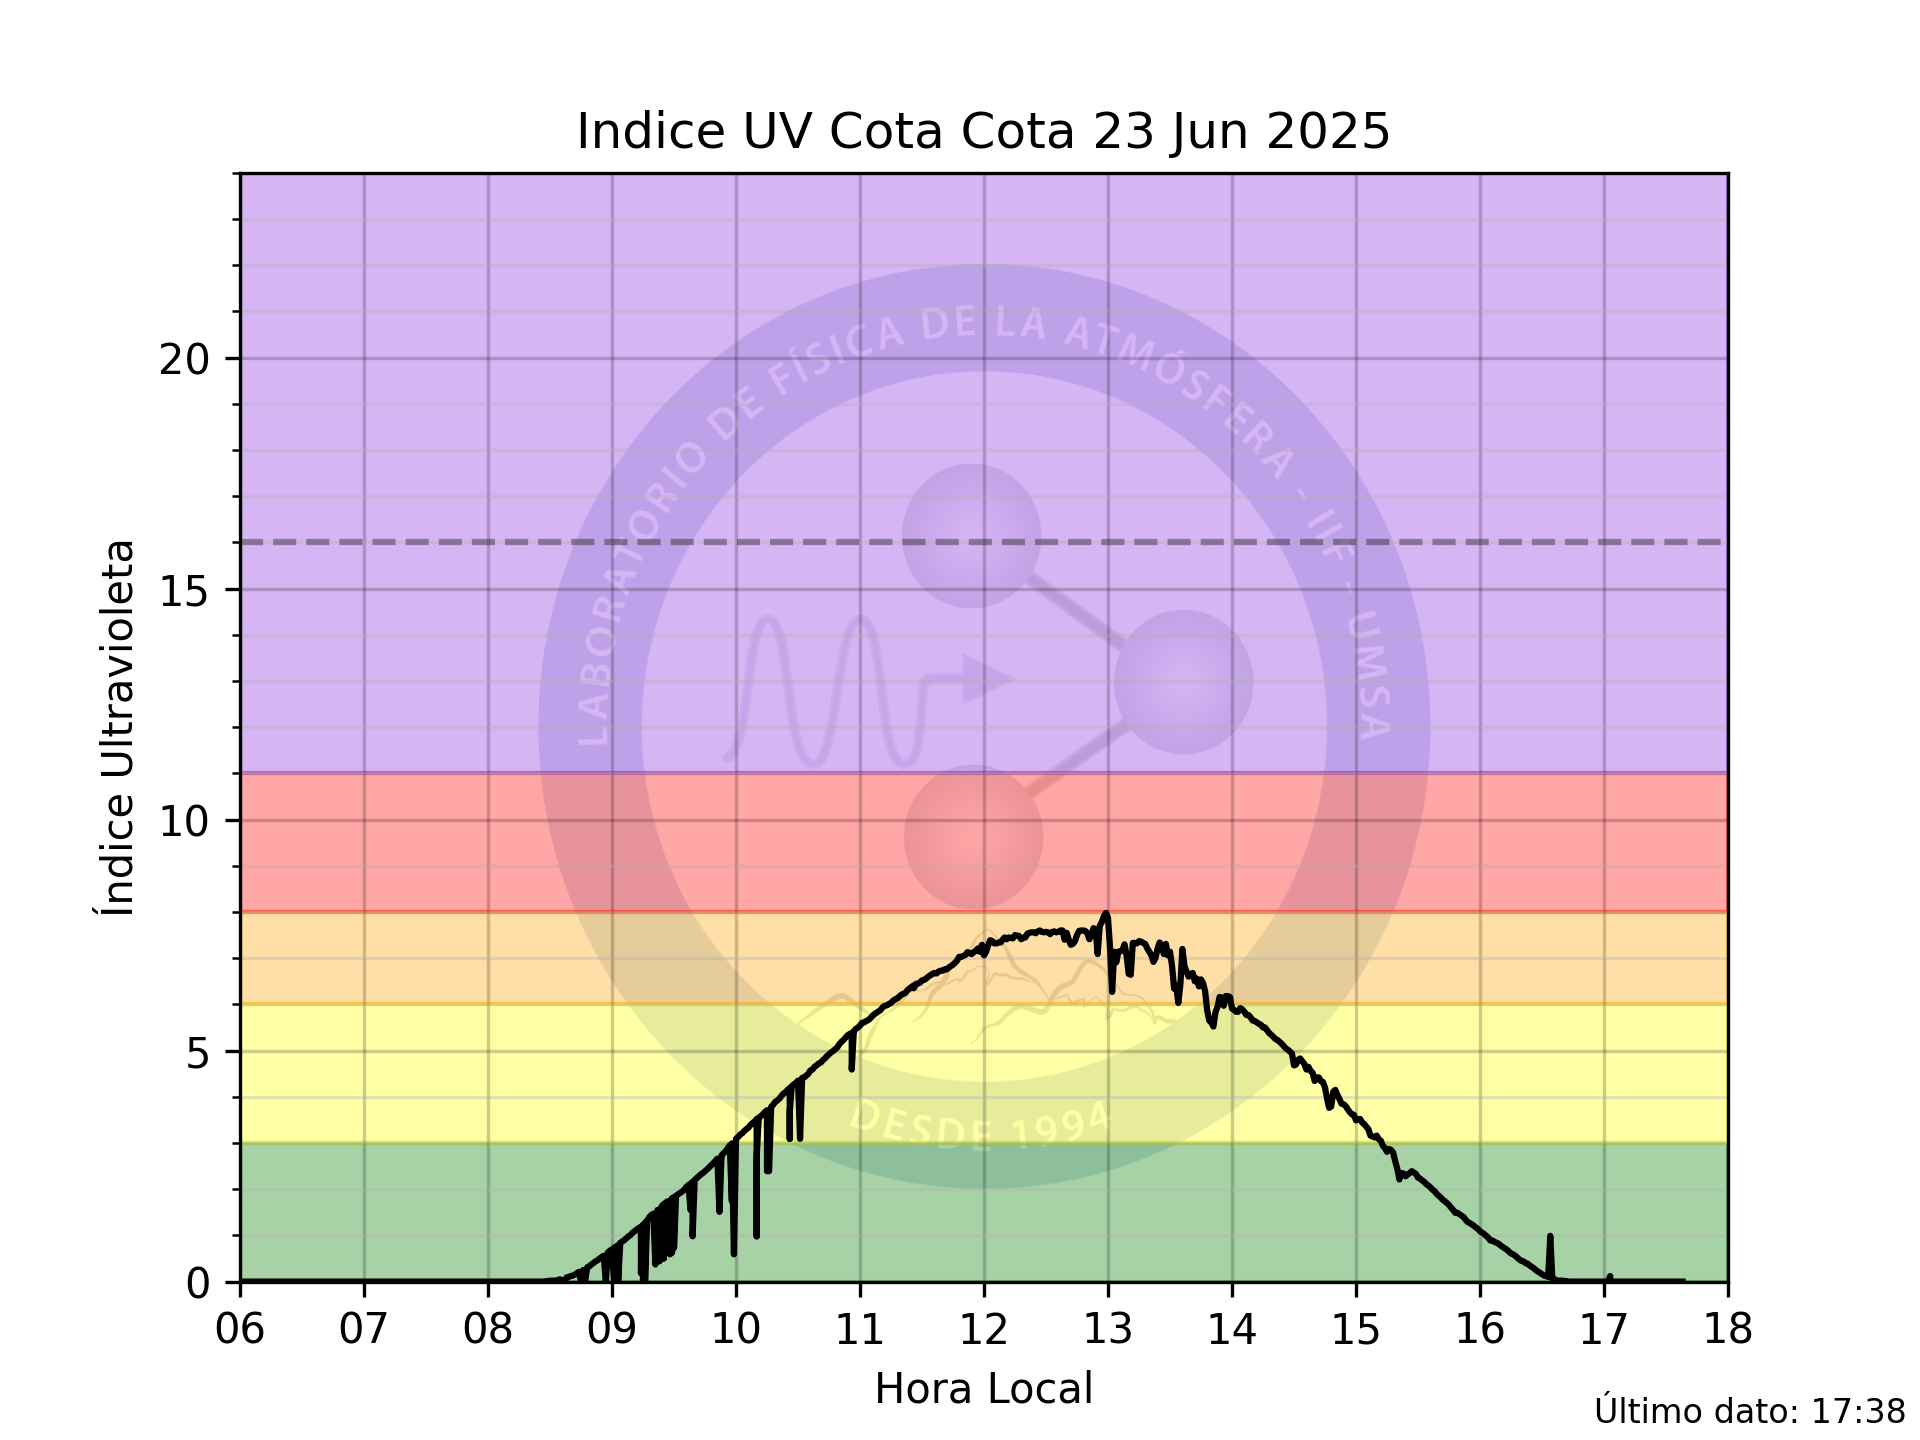 Indice UV Cota Cota 23 Jun 2025
Índice Ultravioleta
20
15
10
5
0
LABORATORIO DE FÍSICA DE LA ATMÓSFERA - IIF - UMSA
DESDE 1994
06 07 08 09 10 11 12 13 14 15 16 17 18
Hora Local
Último dato: 17:38